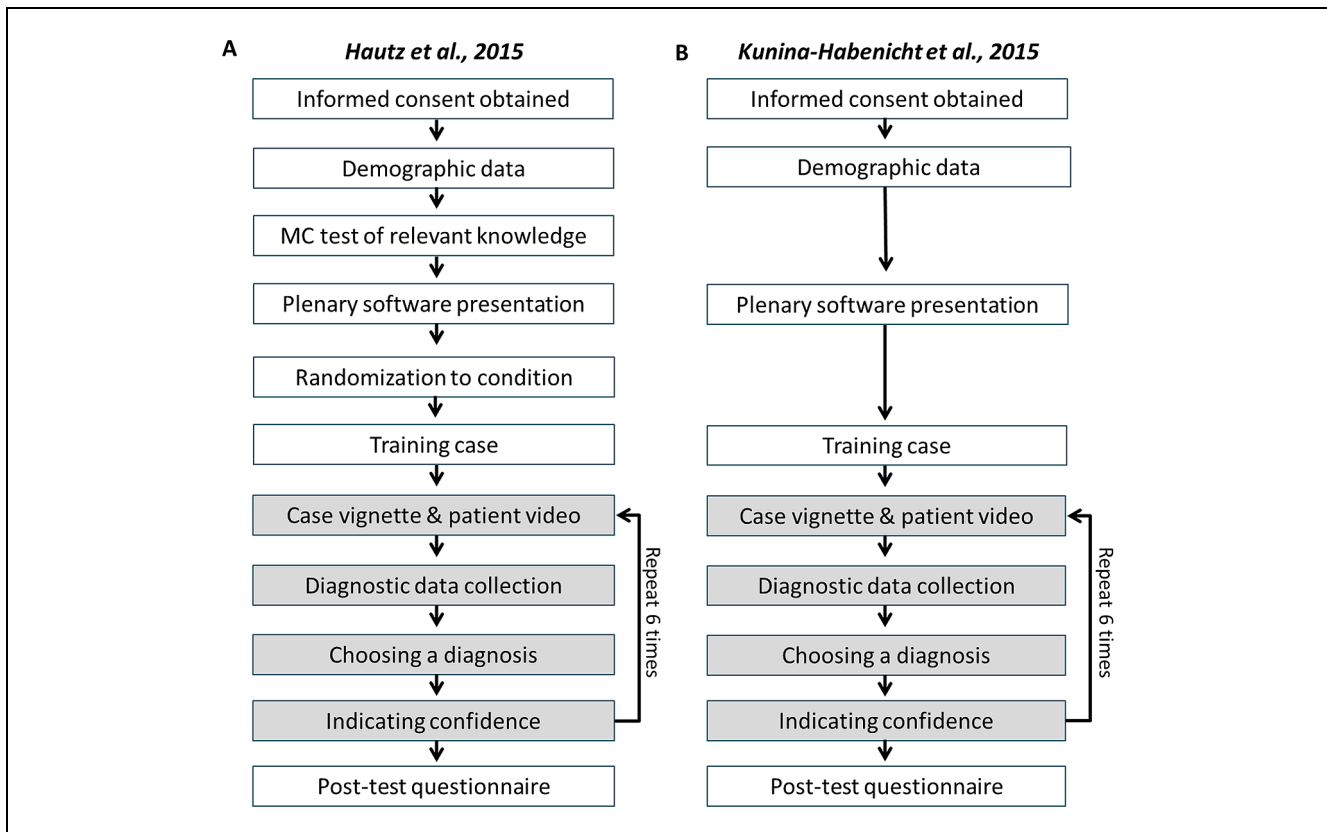 A
Hautz et al., 2015
Informed consent obtained
Demographic data
MC test of relevant knowledge
Plenary software presentation
Randomization to condition
Training case
Case vignette & patient video
Diagnostic data collection
Choosing a diagnosis
Indicating confidence
Repeat 6 times
Post-test questionnaire
B
Kunina-Habenicht et al., 2015
Informed consent obtained
Demographic data
Plenary software presentation
Training case
Case vignette & patient video
Diagnostic data collection
Choosing a diagnosis
Indicating confidence
Repeat 6 times
Post-test questionnaire